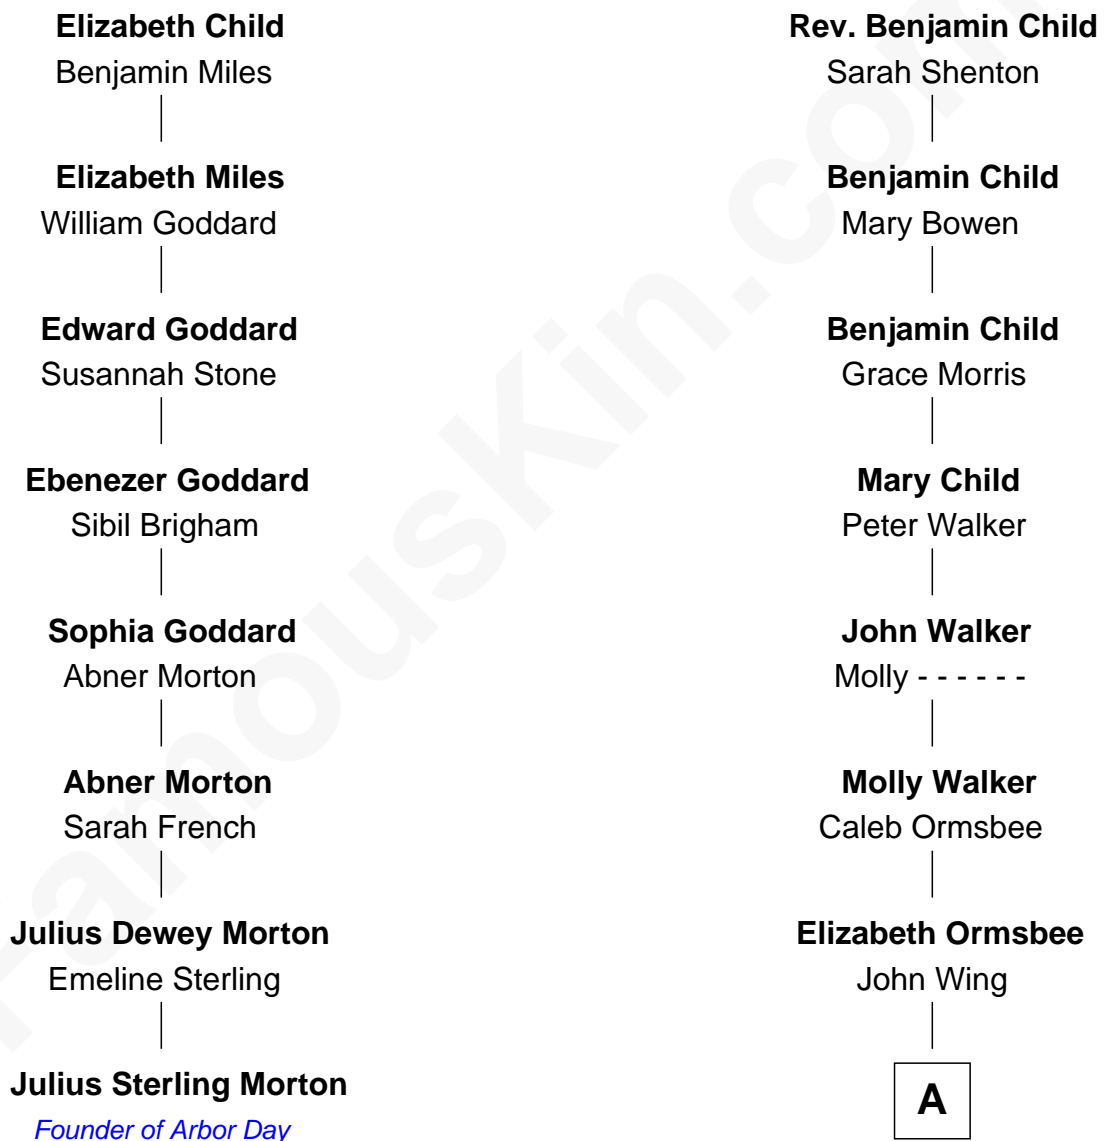 Elizabeth Child
Benjamin Miles
Elizabeth Miles
William Goddard
Edward Goddard
Susannah Stone
Ebenezer Goddard
Sibil Brigham
Sophia Goddard
Abner Morton
Abner Morton
Sarah French
Julius Dewey Morton
Emeline Sterling
Julius Sterling Morton
Founder of Arbor Day
Rev. Benjamin Child
Sarah Shenton
Benjamin Child
Mary Bowen
Benjamin Child
Grace Morris
Mary Child
Peter Walker
John Walker
Molly - - - - - -
Molly Walker
Caleb Ormsbee
Elizabeth Ormsbee
John Wing
A
FamousKin.com